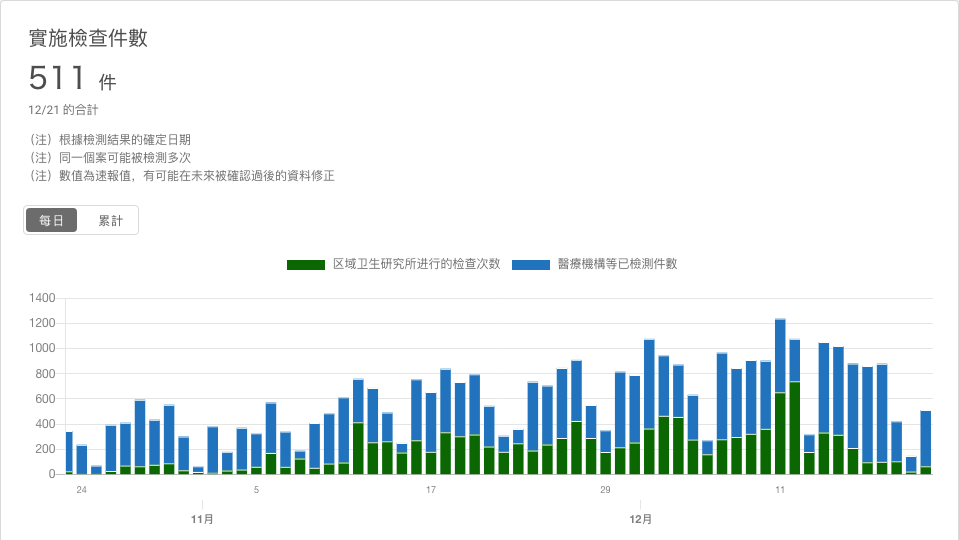 實施檢查件數
511 件
12/21 的合計
（注）根據檢測結果的確定日期
（注）同一個案可能被檢測多次
（注）數值為速報值，有可能在未來被確認過後的資料修正
每日 累計
区域卫生研究所进行的检查次数 醫療機構等已檢測件數
1400
1200
1000
800
600
400
200
0
24 5 17 29 11
11月 12月